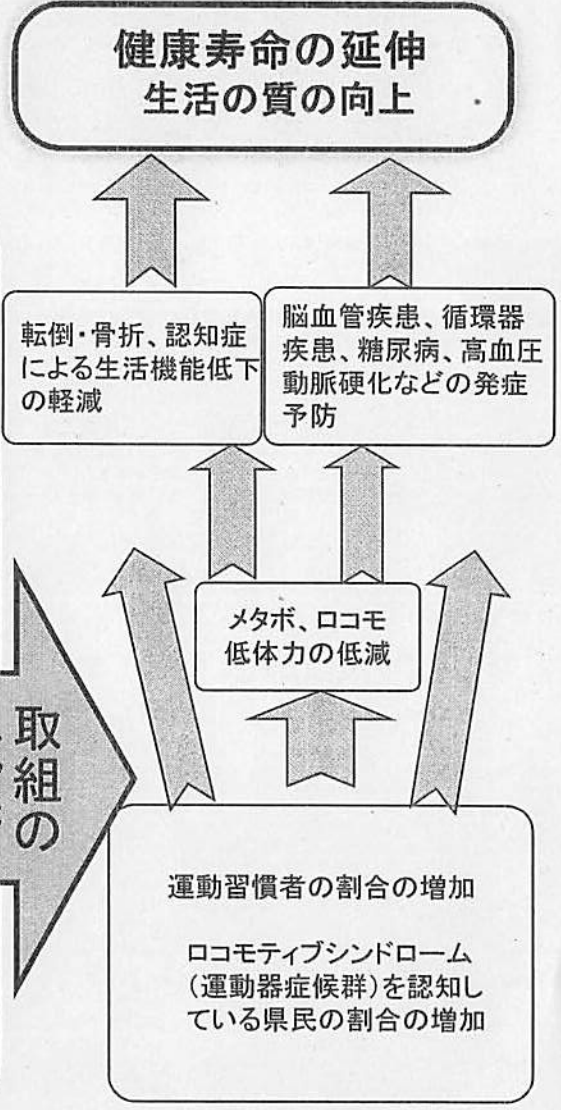 健康寿命の延伸
生活の質の向上
転倒・骨折、認知症
による生活機能低下
の軽減
脳血管疾患、循環器
疾患、糖尿病、高血圧
動脈硬化などの発症
予防
メタボ、ロコモ
低体力の低減
取組の
運動習慣者の割合の増加
ロコモティブシンドローム
(運動器症候群)を認知し
ている県民の割合の増加